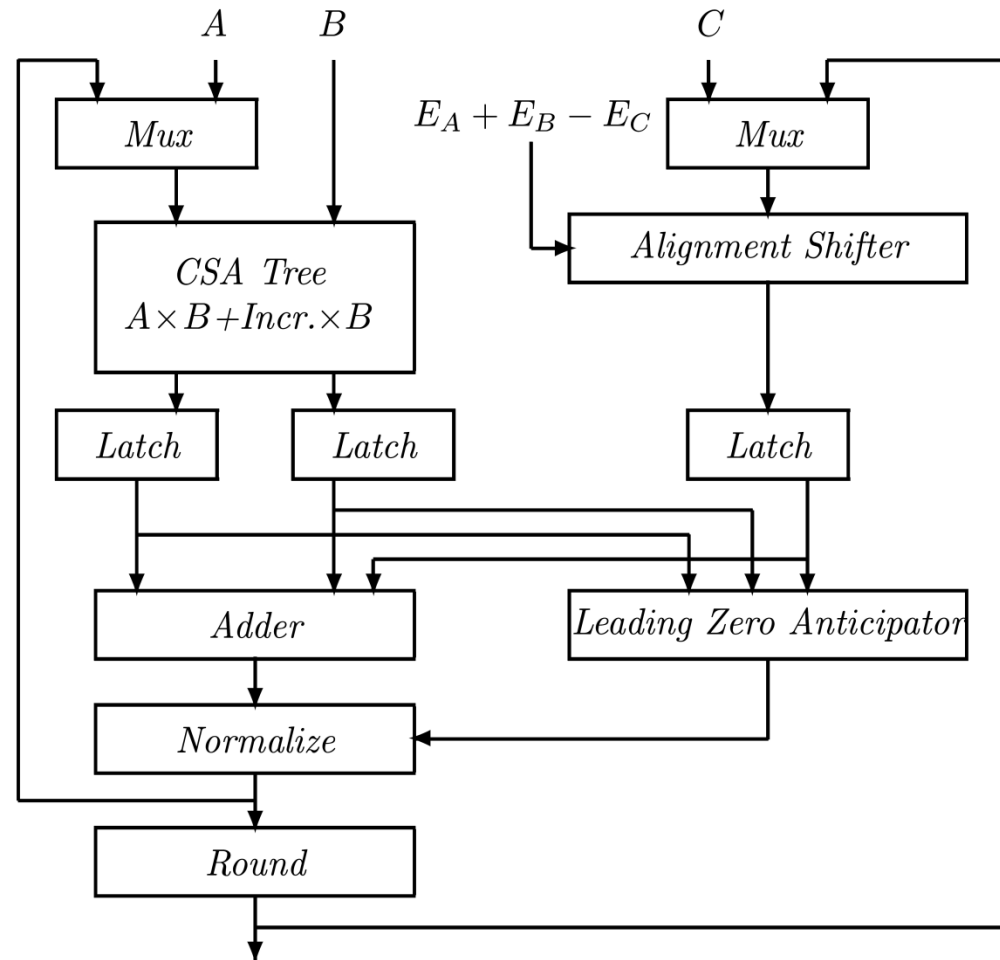 A
B
C
E_A + E_B − E_C
Mux
Mux
Alignment Shifter
CSA Tree
A×B+Incr.×B
Latch
Latch
Latch
Adder
Leading Zero Anticipator
Normalize
Round